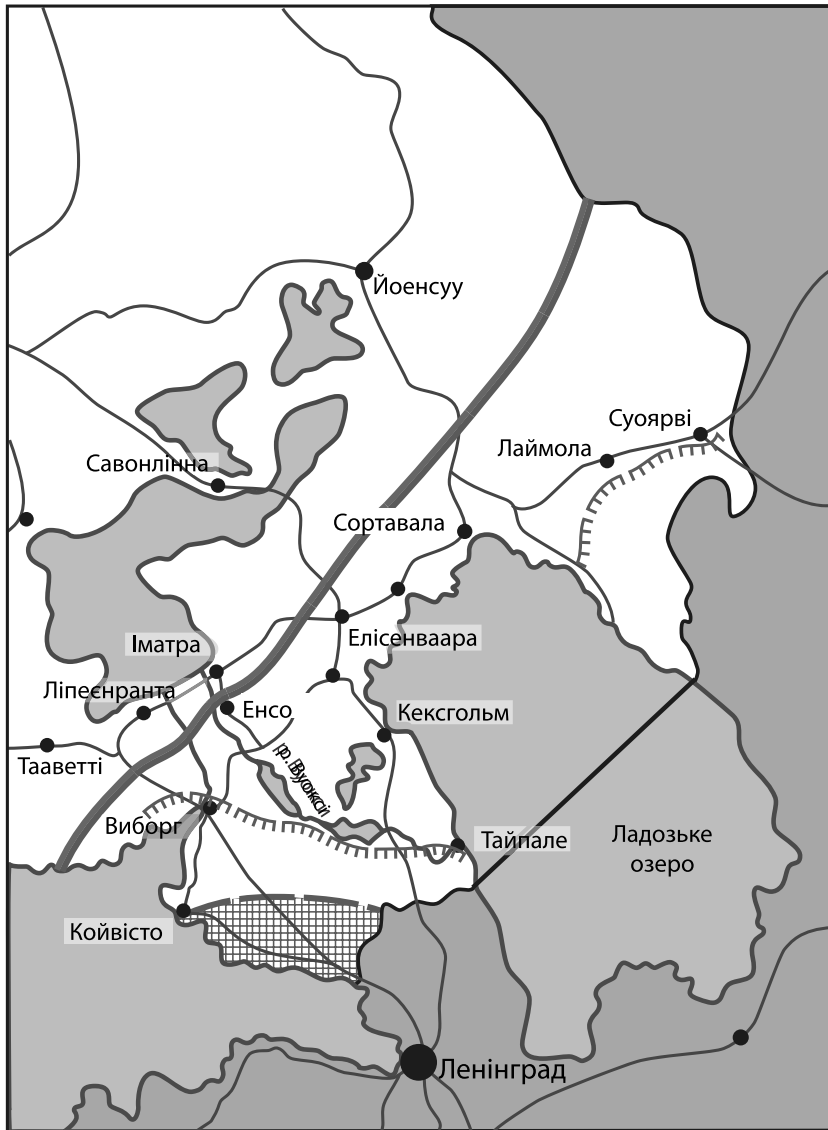 Йоенсуу
Суоярві
Лаймола
Савонлінна
Сортавала
Іматра
Елісенваара
Ліпеєнранта
Енсо
Кексгольм
Тааветті
р. Вуоксі
Виборг
Тайпале
Ладозьке
озеро
Койвісто
Ленінград